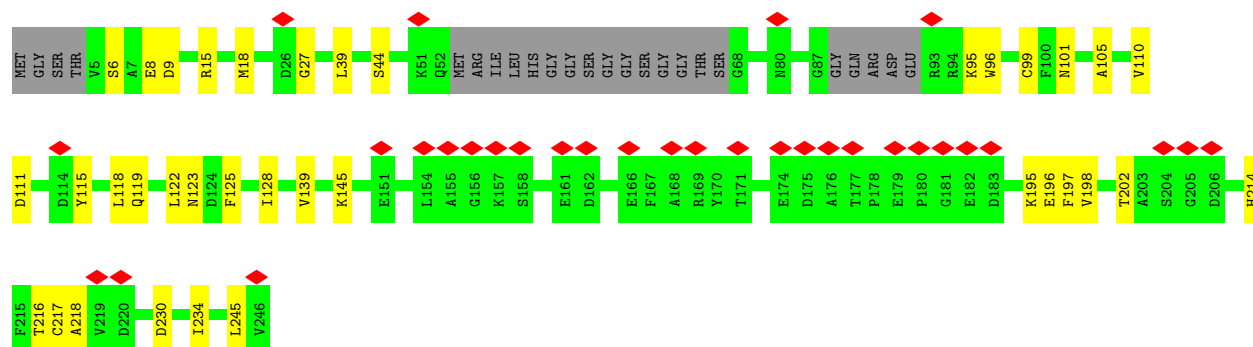 MET GLY SER THR V5 S6 A7 E8 D9 R15 M18 D26 G27 L39 S44 K51 Q52 MET ARG ILE LEU HIS GLY GLY SER GLY GLY SER GLY GLY THR SER G68 N80 G87 GLY GLN ARG ASP GLU R93 R94 K95 W96 C99 F100 N101 A105 V110
D111 D114 Y115 L118 Q119 L122 N123 D124 F125 I128 V139 K145 E151 L154 A155 G156 K157 S158 E161 D162 E166 F167 A168 R169 Y170 T171 E174 D175 A176 T177 P178 E179 P180 G181 E182 D183 K195 E196 F197 V198 T202 A203 S204 G205 D206 H214
F215 T216 C217 A218 V219 D220 D230 I234 L245 V246